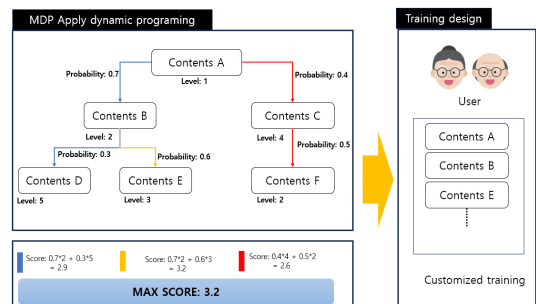 MDP Apply dynamic programing
Contents A
Level: 1
Probability: 0.7
Probability: 0.4
Contents B
Level: 2
Contents C
Level: 4
Probability: 0.3
Probability: 0.6
Probability: 0.5
Contents D
Level: 5
Contents E
Level: 3
Contents F
Level: 2
Score: 0.7*2 + 0.3*5
= 2.9
Score: 0.7*2 + 0.6*3
= 3.2
Score: 0.4*4 + 0.5*2
= 2.6
MAX SCORE: 3.2
Training design
User
Contents A
Contents B
Contents E
Customized training